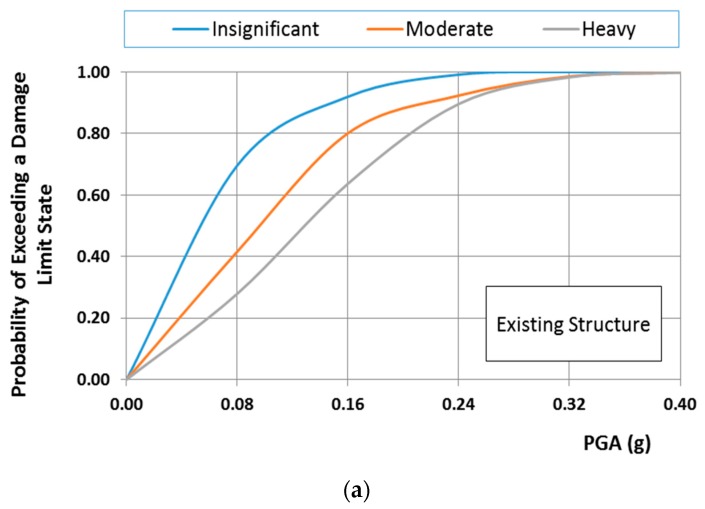 Insignificant Moderate Heavy
Probability of Exceeding a Damage
Limit State
1.00
0.80
0.60
0.40
0.20
0.00
Existing Structure
0.00 0.08 0.16 0.24 0.32 0.40
PGA (g)
(a)